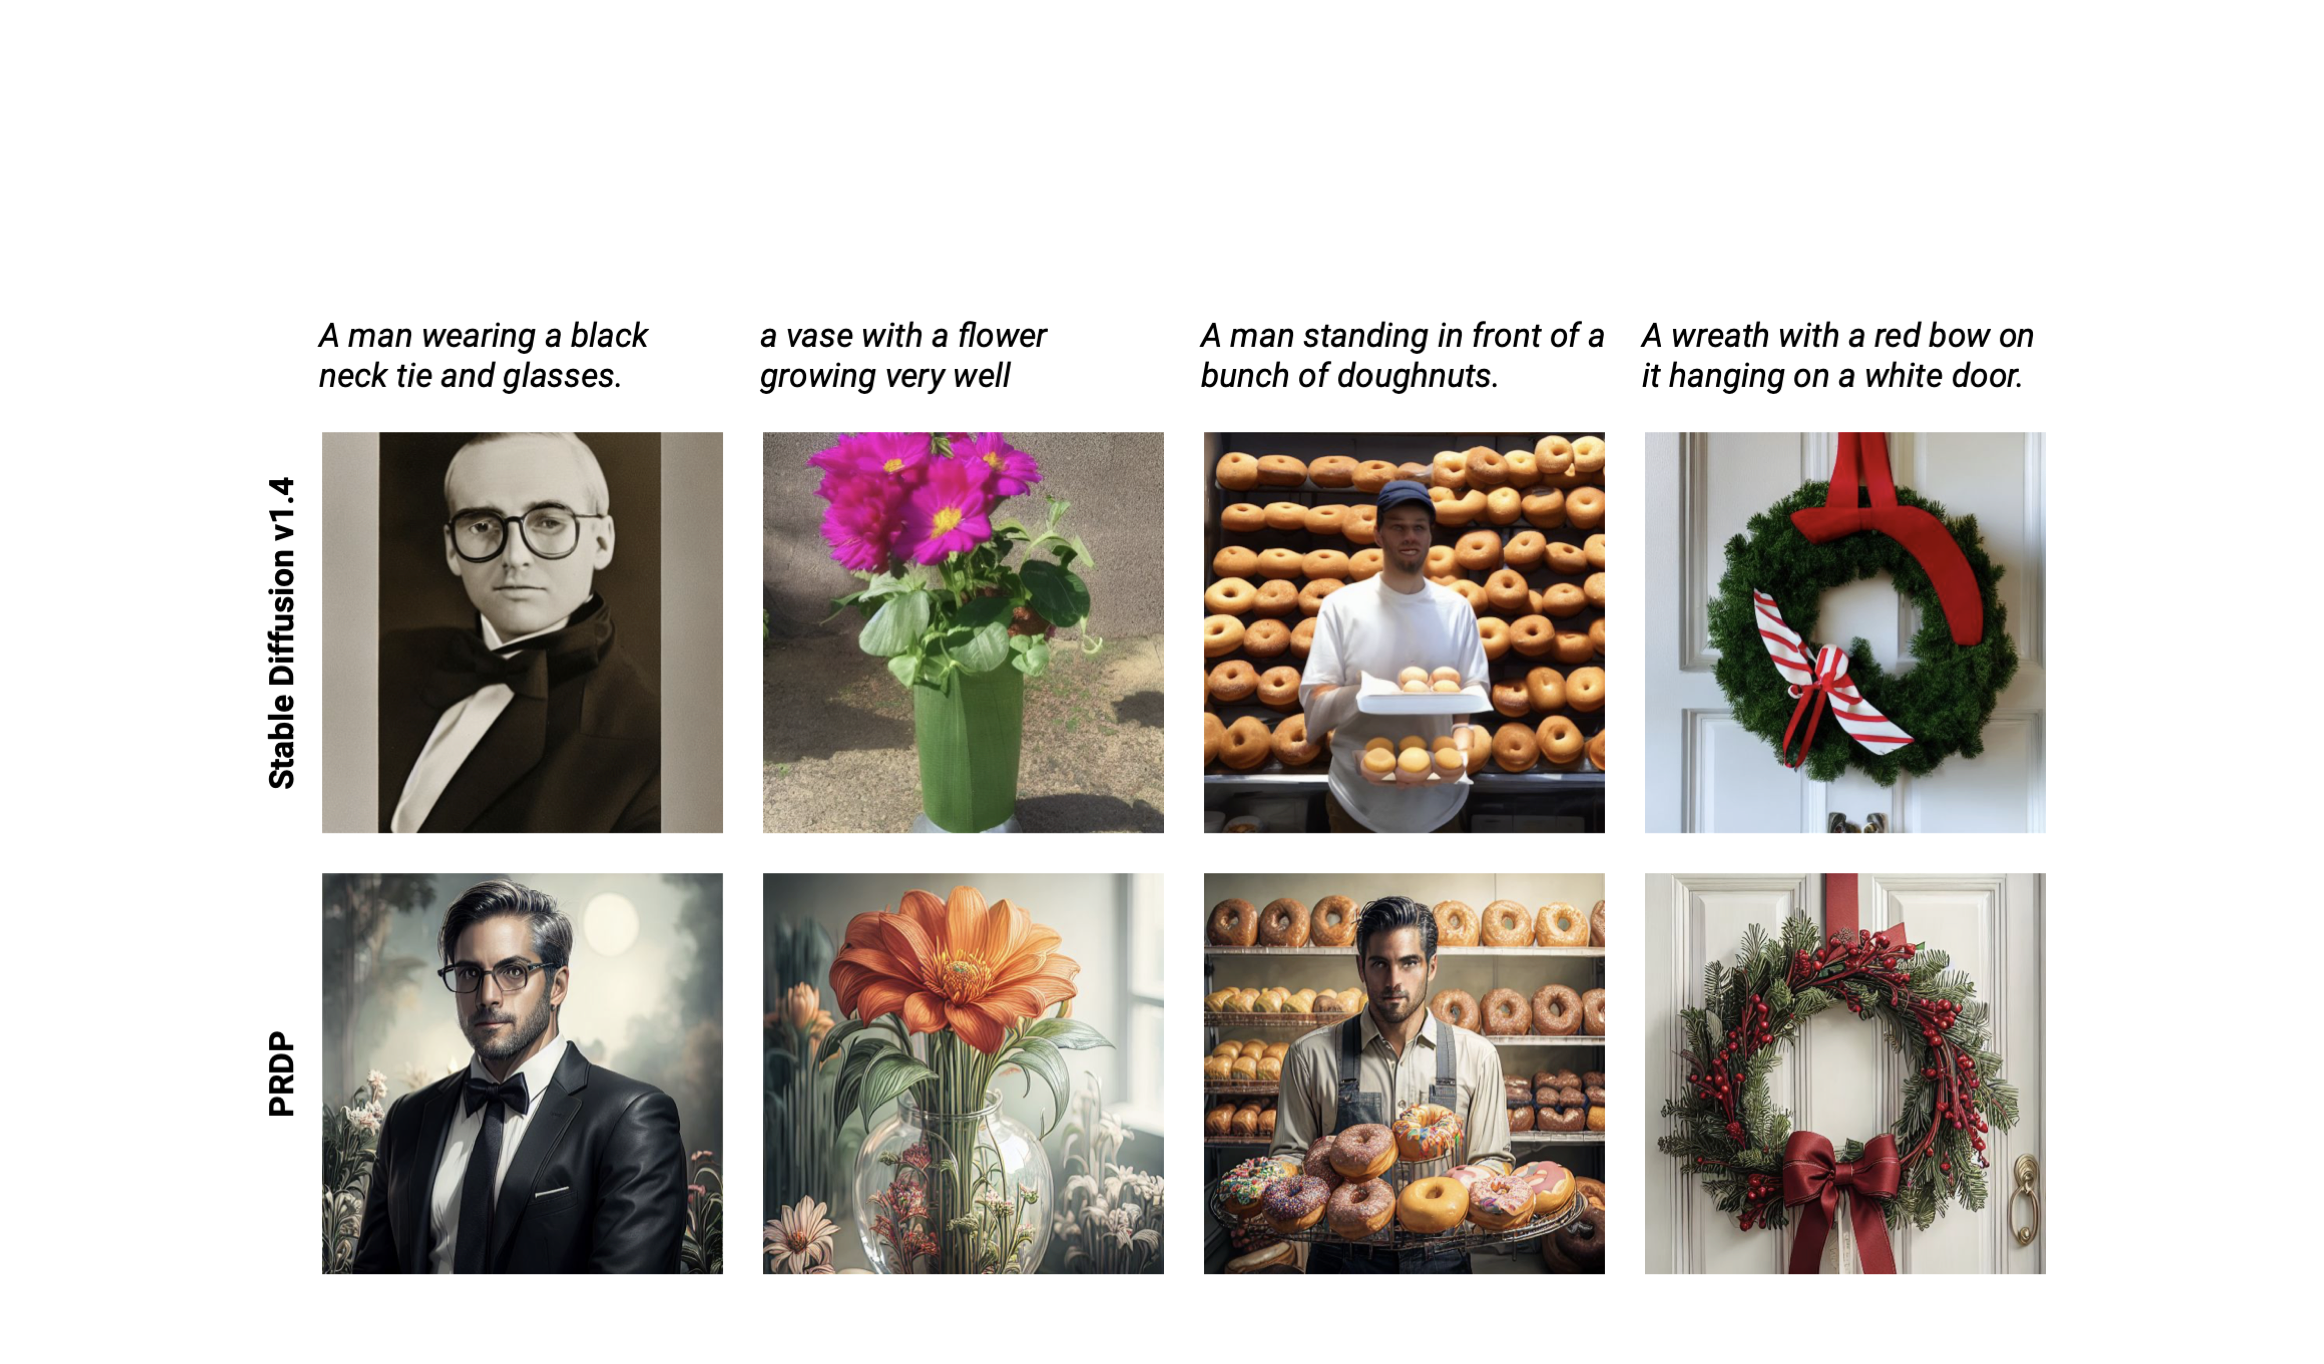 A man wearing a black
neck tie and glasses.
a vase with a flower
growing very well
A man standing in front of a
bunch of doughnuts.
A wreath with a red bow on
it hanging on a white door.
Stable Diffusion v1.4
PRDP